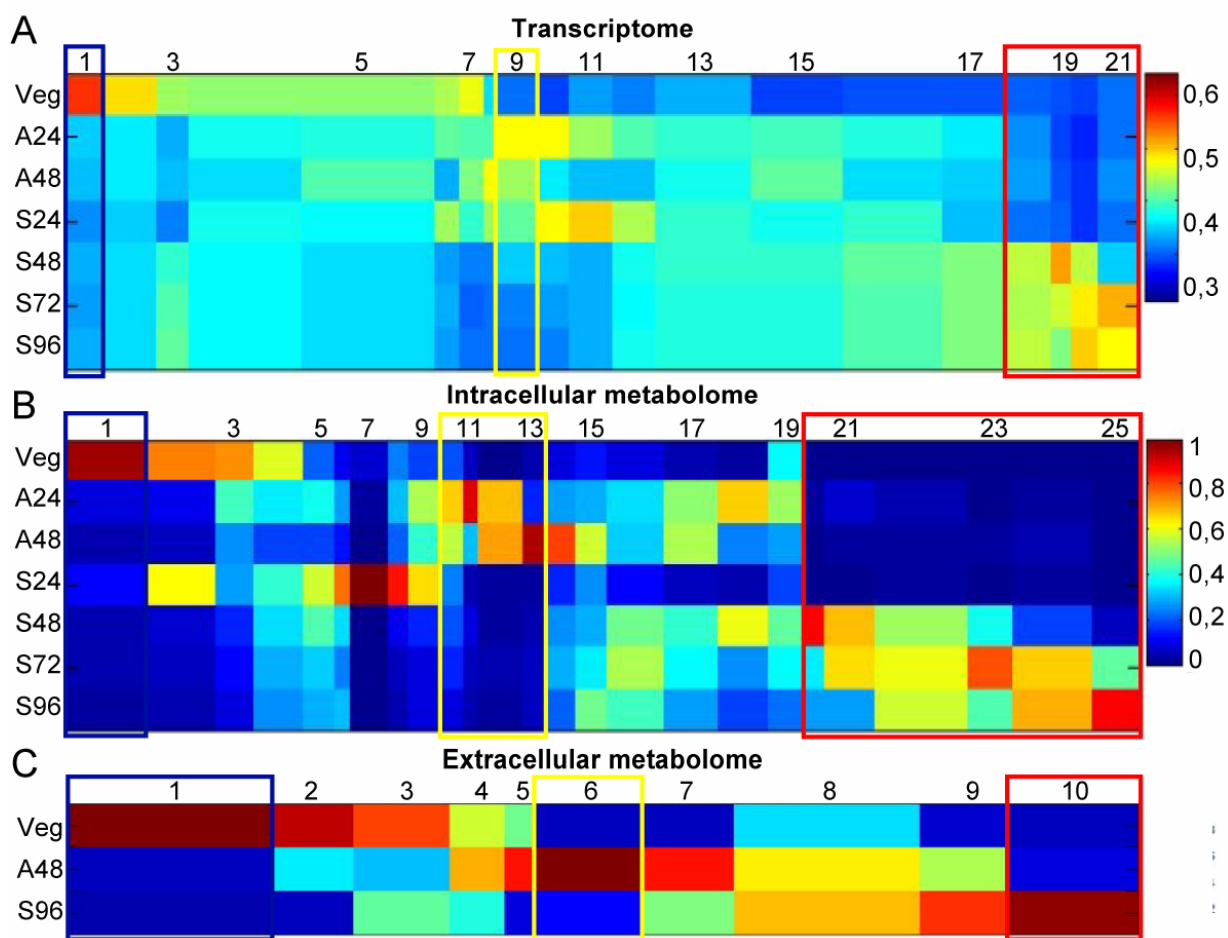 A
Transcriptome
1 3 5 7 9 11 13 15 17 19 21
Veg
A24
A48
S24
S48
S72
S96
0,6
0,5
0,4
0,3
B
Intracellular metabolome
1 3 5 7 9 11 13 15 17 19 21 23 25
Veg
A24
A48
S24
S48
S72
S96
1
0,8
0,6
0,4
0,2
0
C
Extracellular metabolome
1 2 3 4 5 6 7 8 9 10
Veg
A48
S96